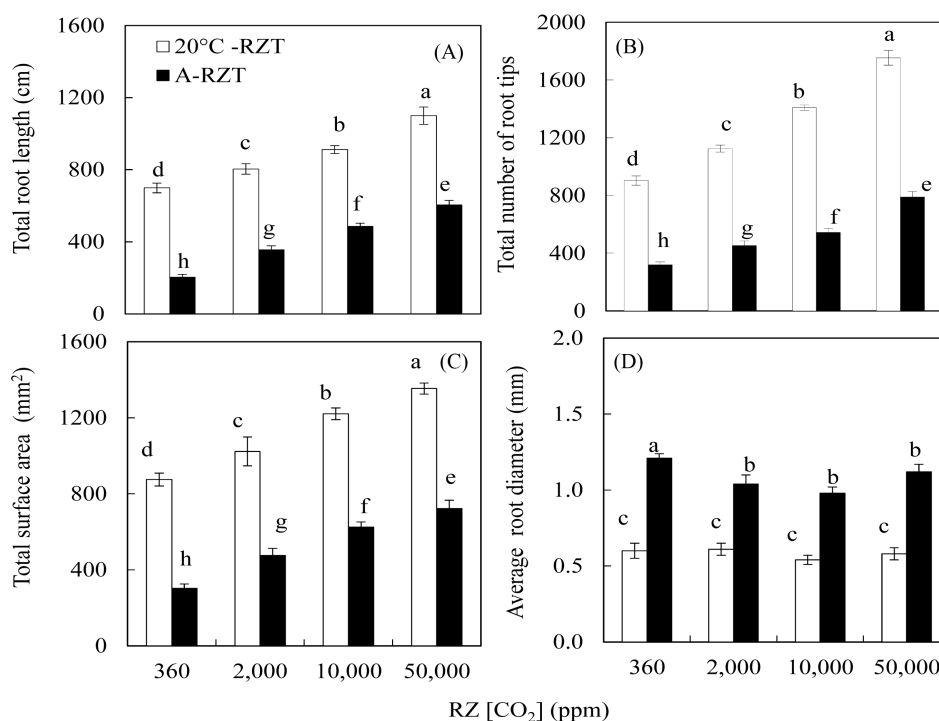 1600
1100
800
400
0
Total root length (cm)
20°C -RZT
A-RZT
(A)
d
h
c
g
b
f
a
e
1800
1200
800
400
0
Total number of root tips
(B)
d
h
c
g
b
f
a
e
1600
1200
800
400
0
Total surface area (mm²)
(C)
d
h
c
g
b
f
a
e
360
2,000
10,000
50,000
2.0
1.5
1.0
0.5
0.0
Average root diameter (mm)
(D)
c
a
c
b
c
b
c
b
360
2,000
10,000
50,000
RZ [CO₂] (ppm)